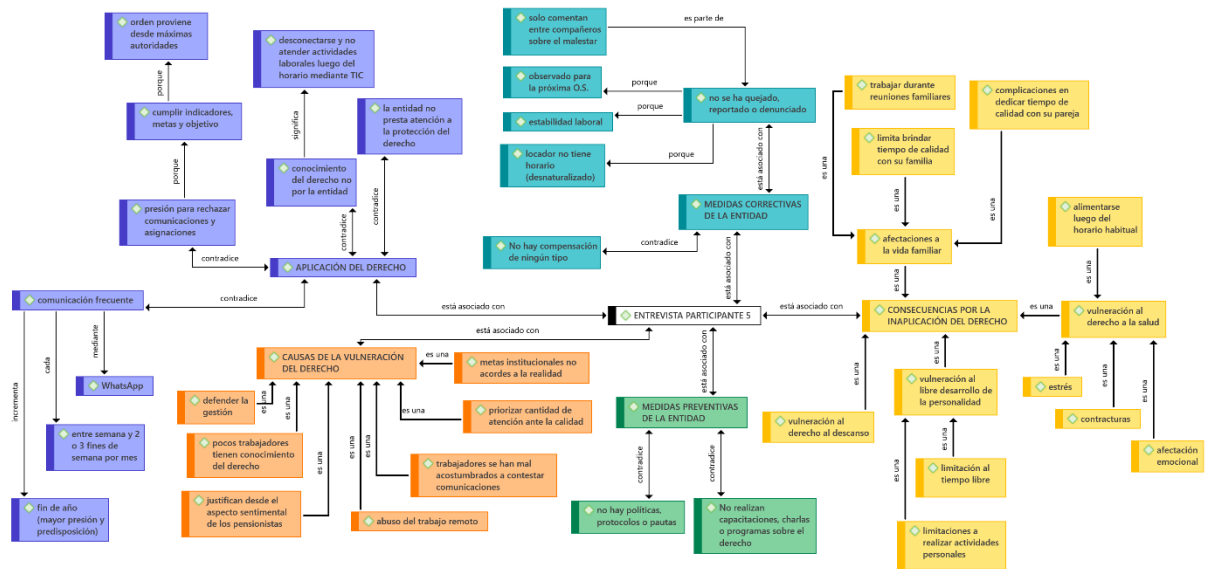 orden proviene
desde máximas
autoridades
porque
cumplir indicadores,
metas y objetivo
porque
presión para rechazar
comunicaciones y
asignaciones
contradice
desconectarse y no
atender actividades
laborales luego del
horario mediante TIC
significa
conocimiento
del derecho no
por la entidad
contradice
la entidad no
presta atención a
la protección del
derecho
contradice
APLICACIÓN DEL DERECHO
contradice
comunicación frecuente
incrementa
cada
mediante
WhatsApp
entre semana y 2
o 3 fines de
semana por mes
fin de año
(mayor presión y
predisposición)
está asociado con
solo comentan
entre compañeros
sobre el malestar
es parte de
observado para
la próxima O.S.
porque
estabilidad laboral
porque
locador no tiene
horario
(desnaturalizado)
porque
no se ha quejado,
reportado o denunciado
está asociado con
MEDIDAS CORRECTIVAS
DE LA ENTIDAD
contradice
No hay compensación
de ningún tipo
está asociado con
ENTREVISTA PARTICIPANTE 5
está asociado con
está asociado con
está asociado con
CAUSAS DE LA VULNERACIÓN
DEL DERECHO
es una
metas institucionales no
acordes a la realidad
defender la
gestión
es una
pocos trabajadores
tienen conocimiento
del derecho
es una
justifican desde el
aspecto sentimental
de los pensionistas
es una
abuso del trabajo remoto
es una
trabajadores se han mal
acostumbrados a contestar
comunicaciones
es una
priorizar cantidad de
atención ante la calidad
es una
MEDIDAS PREVENTIVAS
DE LA ENTIDAD
contradice
contradice
no hay políticas,
protocolos o pautas
No realizan
capacitaciones, charlas
o programas sobre el
derecho
trabajar durante
reuniones familiares
es una
limita brindar
tiempo de calidad
con su familia
es una
complicaciones en
dedicar tiempo de
calidad con su pareja
es una
afectaciones a
la vida familiar
es una
CONSECUENCIAS POR LA
INAPLICACIÓN DEL DERECHO
es una
alimentarse
luego del
horario habitual
es una
vulneración al
derecho a la salud
es una
estrés
es una
contracturas
es una
afectación
emocional
es una
vulneración al
derecho al descanso
es una
vulneración al
libre desarrollo de
la personalidad
es una
limitación al
tiempo libre
es una
limitaciones a
realizar actividades
personales